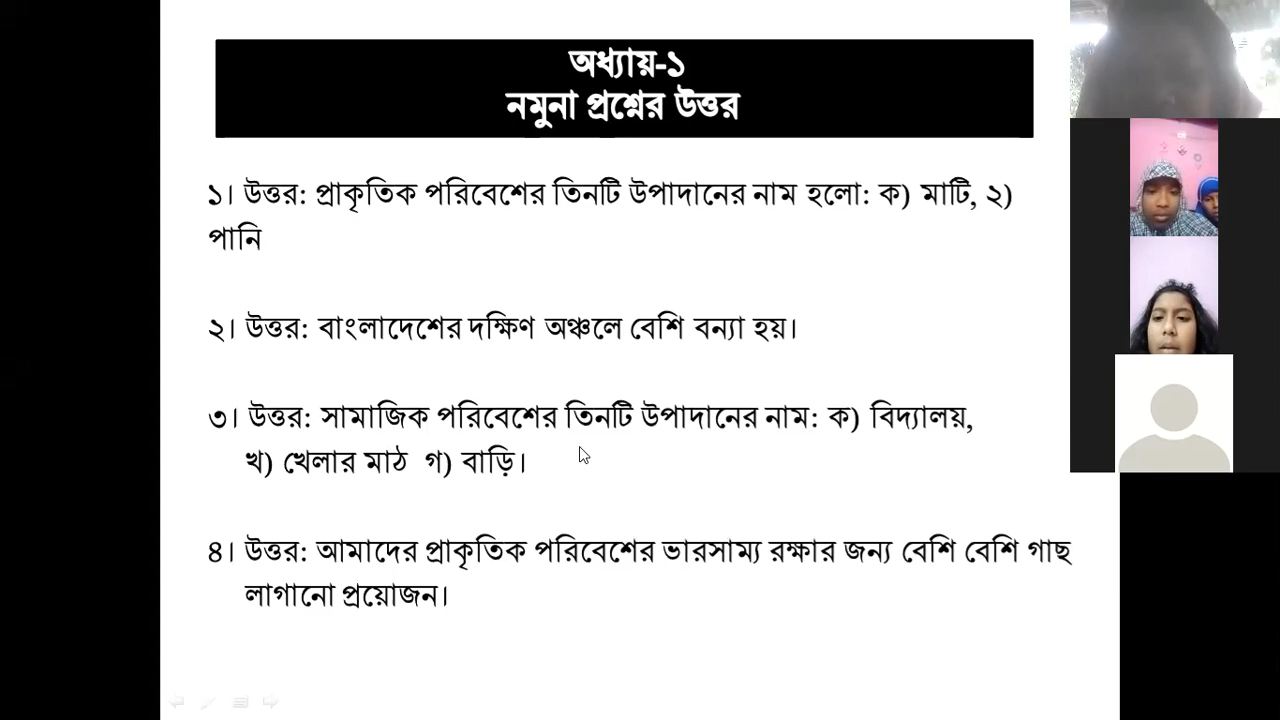 অধ্যায়-১
নমুনা প্রশ্নের উত্তর
১। উত্তর: প্রাকৃতিক পরিবেশের তিনটি উপাদানের নাম হলো: ক) মাটি, ২)
পানি
২। উত্তর: বাংলাদেশের দক্ষিণ অঞ্চলে বেশি বন্যা হয়।
৩। উত্তর: সামাজিক পরিবেশের তিনটি উপাদানের নাম: ক) বিদ্যালয়,
খ) খেলার মাঠ গ) বাড়ি।
৪। উত্তর: আমাদের প্রাকৃতিক পরিবেশের ভারসাম্য রক্ষার জন্য বেশি বেশি গাছ
লাগানো প্রয়োজন।